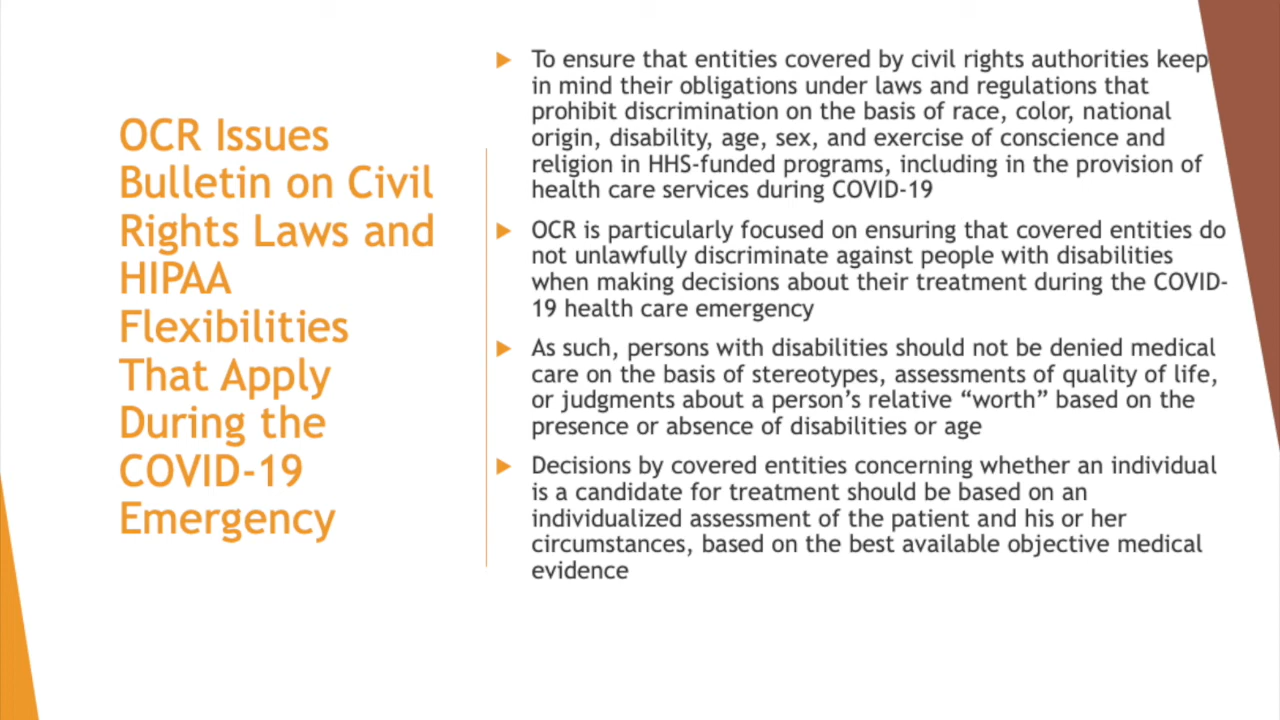 OCR Issues
Bulletin on Civil
Rights Laws and
HIPAA
Flexibilities
That Apply
During the
COVID-19
Emergency
To ensure that entities covered by civil rights authorities keep
in mind their obligations under laws and regulations that
prohibit discrimination on the basis of race, color, national
origin, disability, age, sex, and exercise of conscience and
religion in HHS-funded programs, including in the provision of
health care services during COVID-19
OCR is particularly focused on ensuring that covered entities do
not unlawfully discriminate against people with disabilities
when making decisions about their treatment during the COVID-
19 health care emergency
As such, persons with disabilities should not be denied medical
care on the basis of stereotypes, assessments of quality of life,
or judgments about a person’s relative “worth” based on the
presence or absence of disabilities or age
Decisions by covered entities concerning whether an individual
is a candidate for treatment should be based on an
individualized assessment of the patient and his or her
circumstances, based on the best available objective medical
evidence